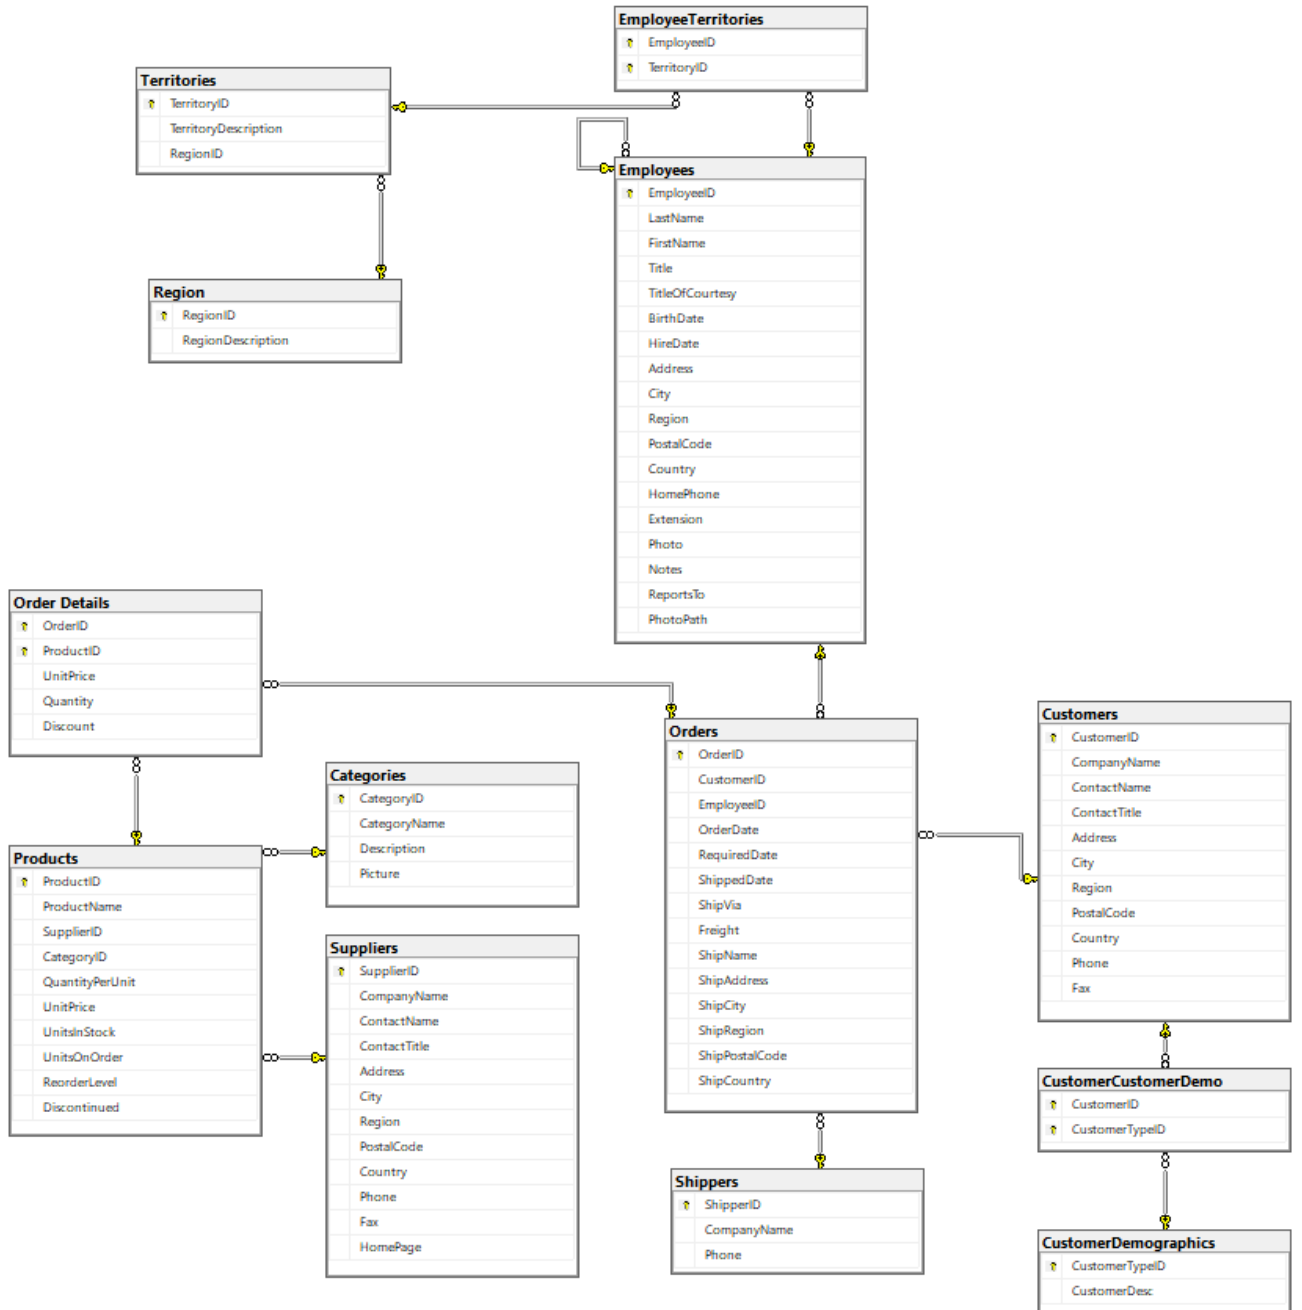 EmployeeTerritories
EmployeeID
TerritoryID
Territories
TerritoryID
TerritoryDescription
RegionID
Employees
EmployeeID
LastName
FirstName
Title
TitleOfCourtesy
BirthDate
HireDate
Address
City
Region
PostalCode
Country
HomePhone
Extension
Photo
Notes
ReportsTo
PhotoPath
Region
RegionID
RegionDescription
Order Details
OrderID
ProductID
UnitPrice
Quantity
Discount
Categories
CategoryID
CategoryName
Description
Picture
Products
ProductID
ProductName
SupplierID
CategoryID
QuantityPerUnit
UnitPrice
UnitsInStock
UnitsOnOrder
ReorderLevel
Discontinued
Suppliers
SupplierID
CompanyName
ContactName
ContactTitle
Address
City
Region
PostalCode
Country
Phone
Fax
HomePage
Orders
OrderID
CustomerID
EmployeeID
OrderDate
RequiredDate
ShippedDate
ShipVia
Freight
ShipName
ShipAddress
ShipCity
ShipRegion
ShipPostalCode
ShipCountry
Shippers
ShipperID
CompanyName
Phone
Customers
CustomerID
CompanyName
ContactName
ContactTitle
Address
City
Region
PostalCode
Country
Phone
Fax
CustomerCustomerDemo
CustomerID
CustomerTypeID
CustomerDemographics
CustomerTypeID
CustomerDesc